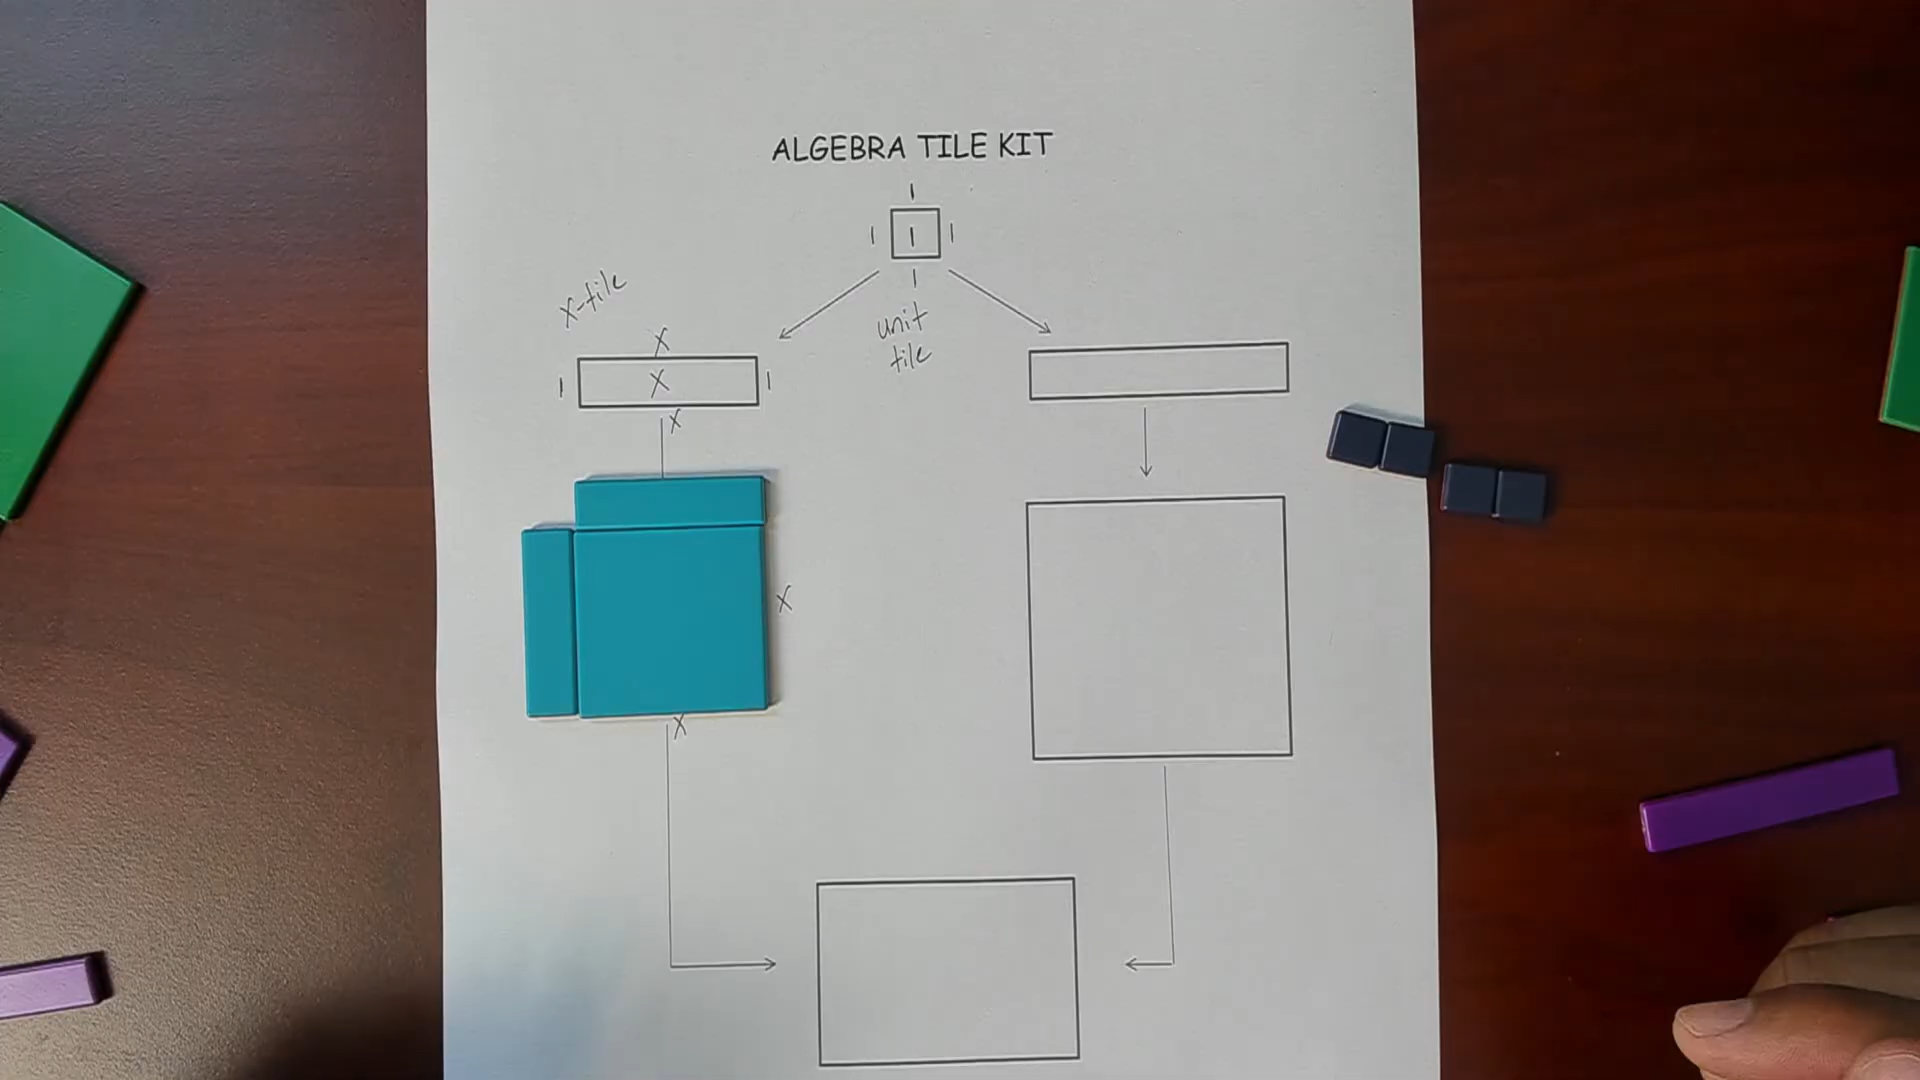 ALGEBRA TILE KIT
1
1 1 1
1
unit
tile
x-tile
x
1 x 1
x
x
x